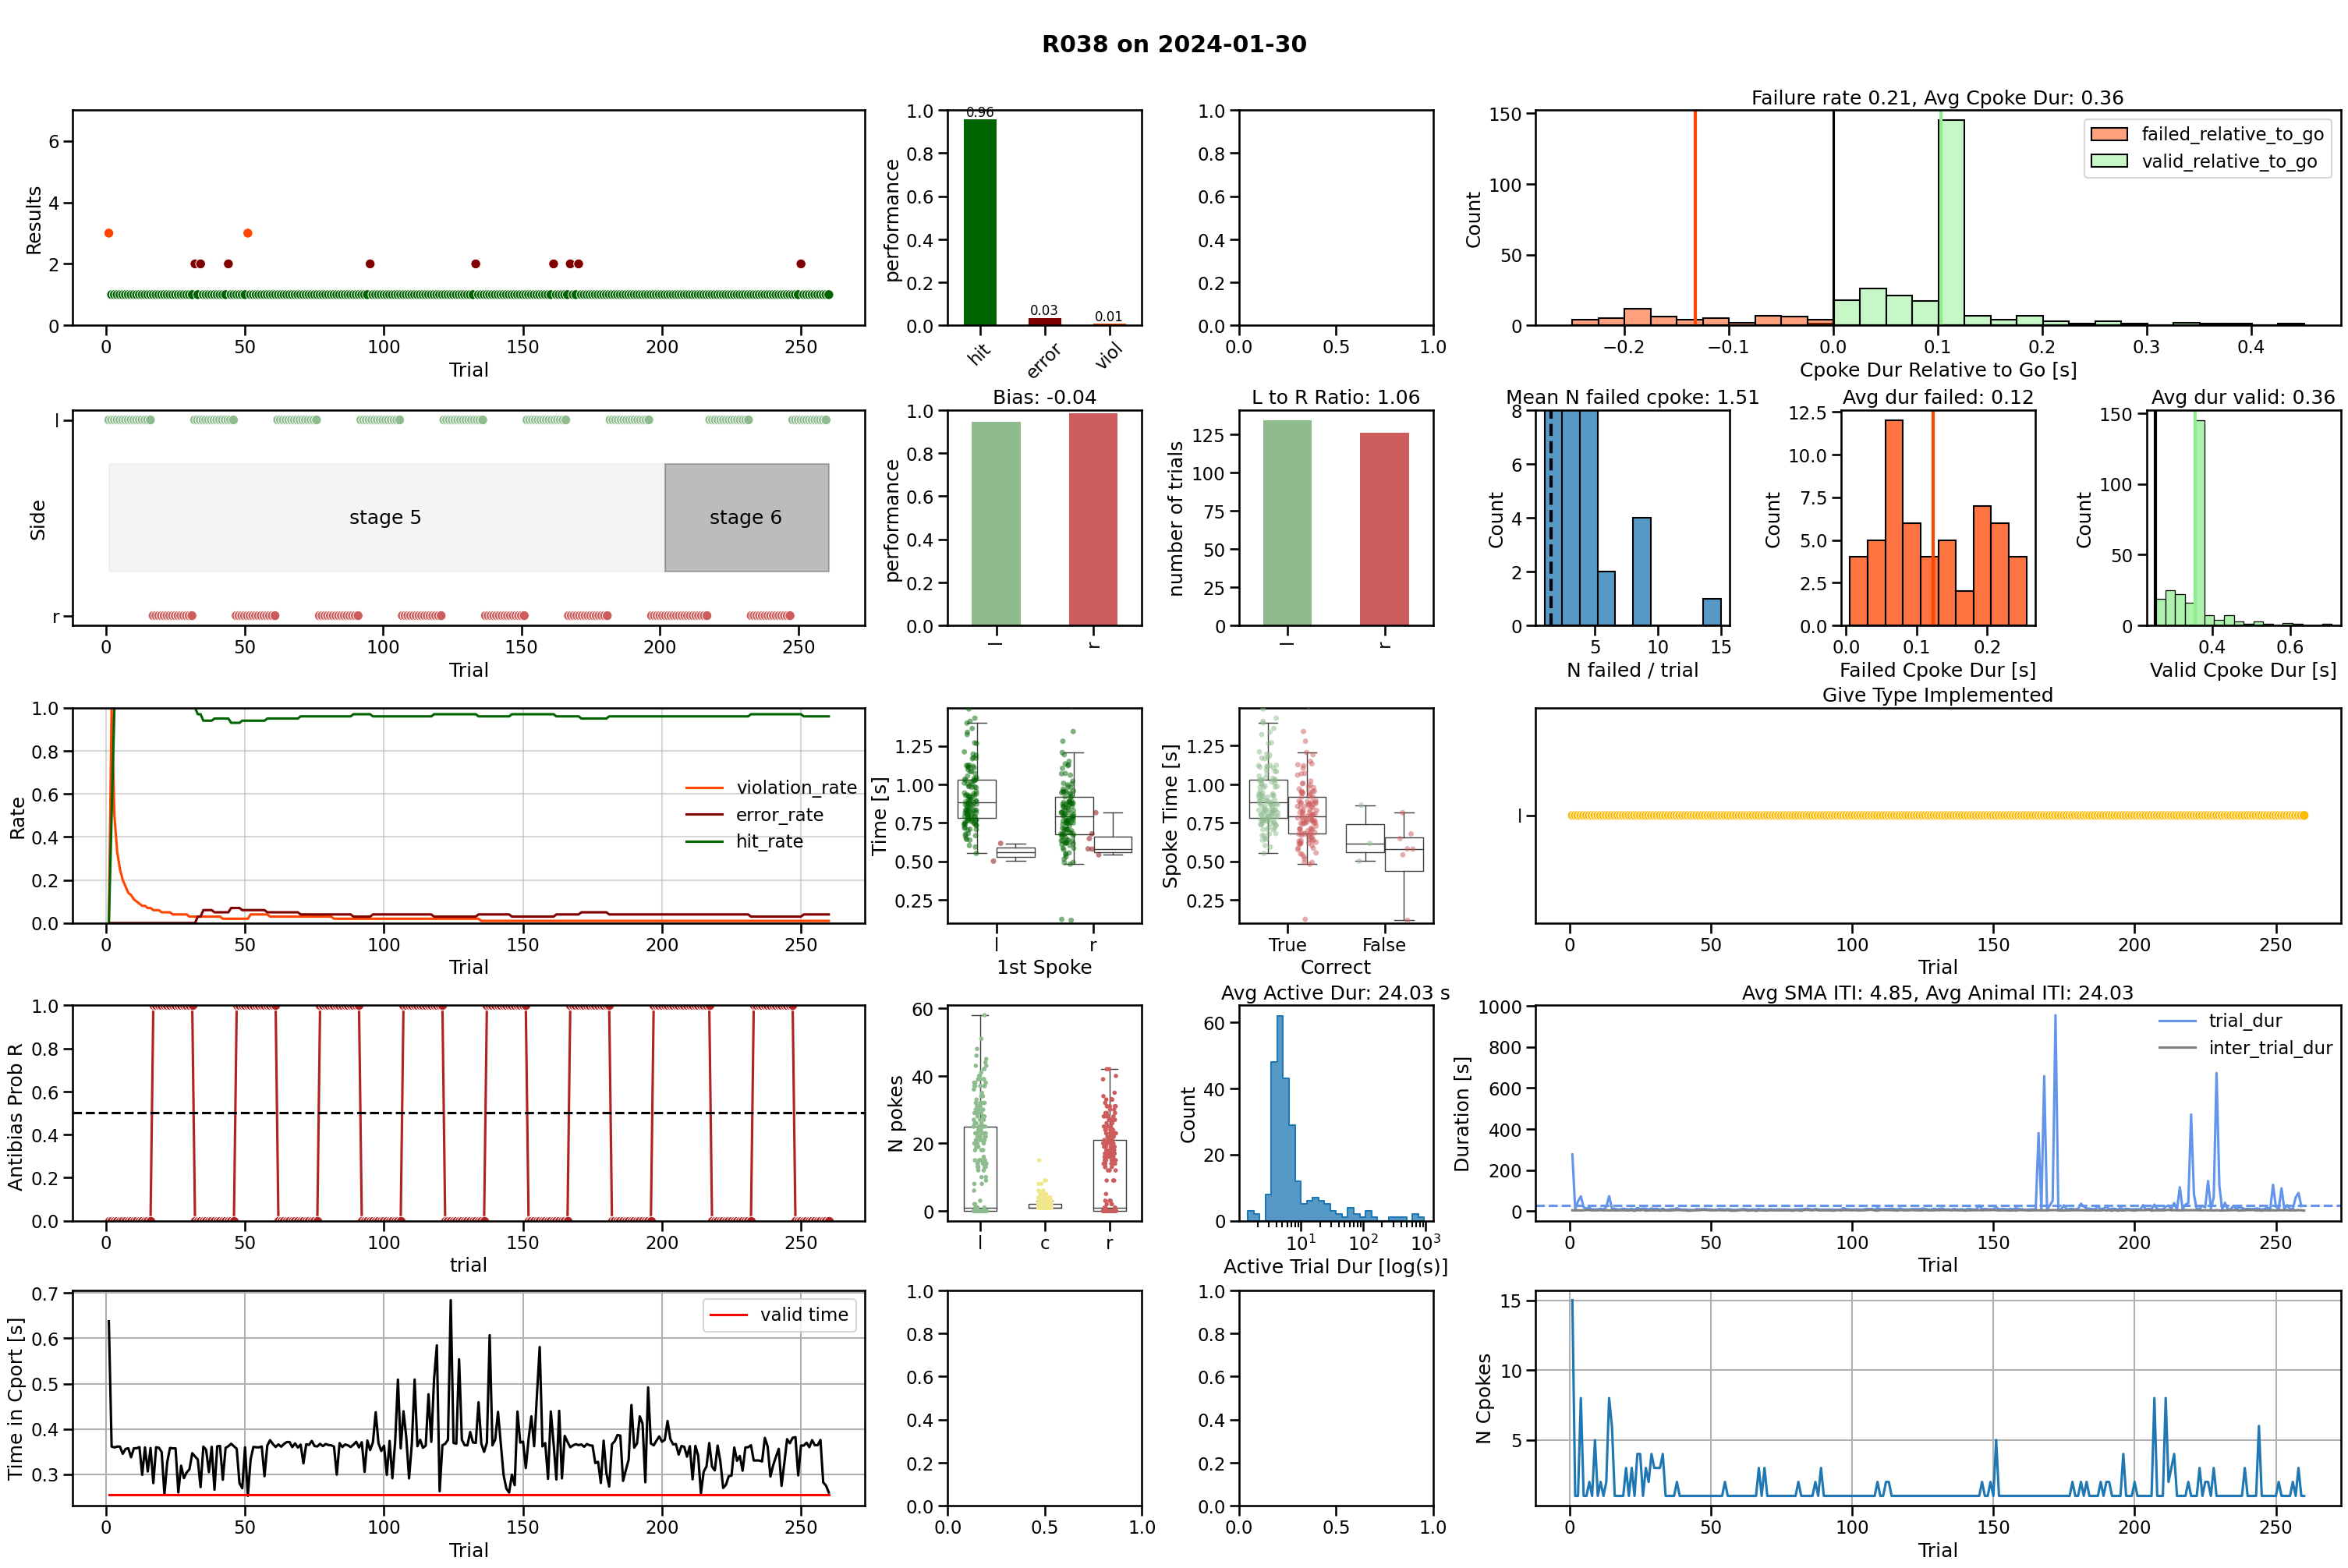 R038 on 2024-01-30
Results
6
4
2
0
0
50
100
150
200
250
Trial
performance
1.0
0.8
0.6
0.4
0.2
0.0
0.96
0.03
0.01
hit
error
viol
1.0
0.8
0.6
0.4
0.2
0.0
0.0
0.5
1.0
Failure rate 0.21, Avg Cpoke Dur: 0.36
Count
150
100
50
0
failed_relative_to_go
valid_relative_to_go
−0.2
−0.1
0.0
0.1
0.2
0.3
0.4
Cpoke Dur Relative to Go [s]
Side
l
r
stage 5
stage 6
0
50
100
150
200
250
Trial
Bias: -0.04
performance
1.0
0.8
0.6
0.4
0.2
0.0
l
r
L to R Ratio: 1.06
number of trials
125
100
75
50
25
0
l
r
Mean N failed cpoke: 1.51
Count
8
6
4
2
0
5
10
15
N failed / trial
Avg dur failed: 0.12
Count
12.5
10.0
7.5
5.0
2.5
0.0
0.0
0.1
0.2
Failed Cpoke Dur [s]
Avg dur valid: 0.36
Count
150
100
50
0
0.4
0.6
Valid Cpoke Dur [s]
Rate
1.0
0.8
0.6
0.4
0.2
0.0
violation_rate
error_rate
hit_rate
0
50
100
150
200
250
Trial
Time [s]
1.25
1.00
0.75
0.50
0.25
l
r
1st Spoke
Spoke Time [s]
1.25
1.00
0.75
0.50
0.25
True
False
Correct
Give Type Implemented
l
0
50
100
150
200
250
Trial
Antibias Prob R
1.0
0.8
0.6
0.4
0.2
0.0
0
50
100
150
200
250
trial
N pokes
60
40
20
0
l
c
r
Avg Active Dur: 24.03 s
Count
60
40
20
0
10¹
10²
10³
Active Trial Dur [log(s)]
Avg SMA ITI: 4.85, Avg Animal ITI: 24.03
Duration [s]
1000
800
600
400
200
0
trial_dur
inter_trial_dur
0
50
100
150
200
250
Trial
Time in Cport [s]
0.7
0.6
0.5
0.4
0.3
valid time
0
50
100
150
200
250
Trial
1.0
0.8
0.6
0.4
0.2
0.0
0.0
0.5
1.0
1.0
0.8
0.6
0.4
0.2
0.0
0.0
0.5
1.0
N Cpokes
15
10
5
0
50
100
150
200
250
Trial